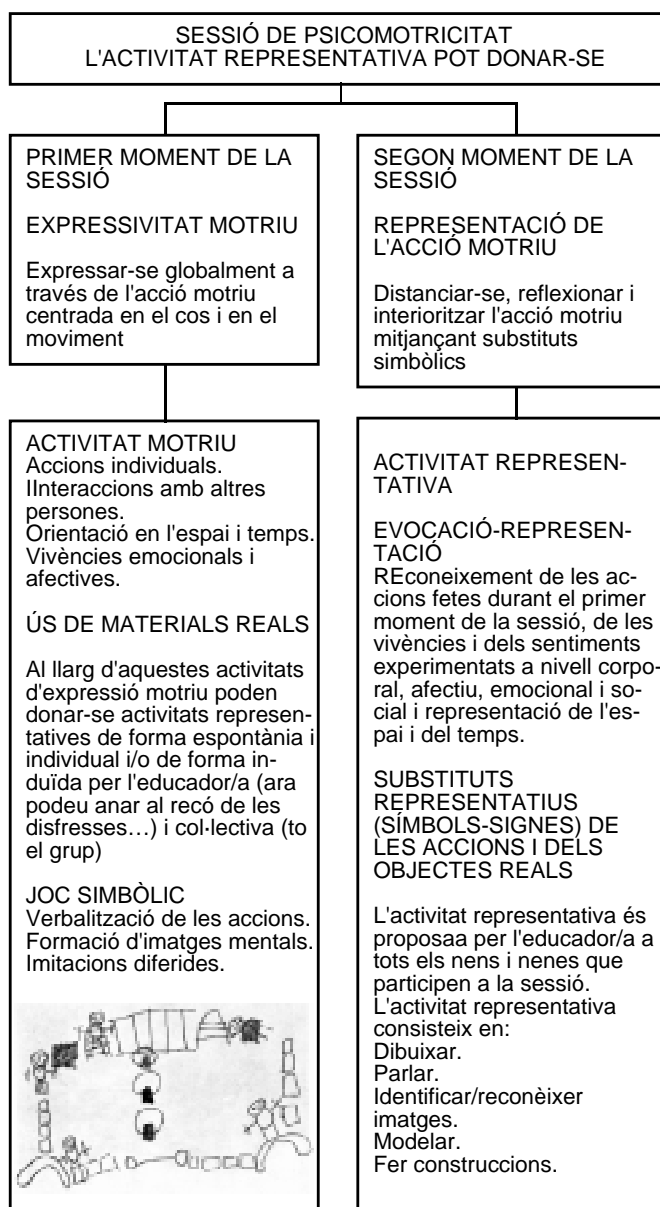 SESSIÓ DE PSICOMOTRICITAT
L'ACTIVITAT REPRESENTATIVA POT DONAR-SE
PRIMER MOMENT DE LA
SESSIÓ
EXPRESSIVITAT MOTRIU
Expressar-se globalment a
través de l'acció motriu
centrada en el cos i en el
moviment
ACTIVITAT MOTRIU
Accions individuals.
IInteraccions amb altres
persones.
Orientació en l'espai i temps.
Vivències emocionals i
afectives.
ÚS DE MATERIALS REALS
Al llarg d'aquestes activitats
d'expressió motriu poden
donar-se activitats represen-
tatives de forma espontània i
individual i/o de forma in-
duïda per l'educador/a (ara
podeu anar al recó de les
disfresses…) i col·lectiva (to
el grup)
JOC SIMBÒLIC
Verbalització de les accions.
Formació d'imatges mentals.
Imitacions diferides.
SEGON MOMENT DE LA
SESSIÓ
REPRESENTACIÓ DE
L'ACCIÓ MOTRIU
Distanciar-se, reflexionar i
interioritzar l'acció motriu
mitjançant substituts
simbòlics
ACTIVITAT REPRESEN-
TATIVA
EVOCACIÓ-REPRESEN-
TACIÓ
REconeixement de les ac-
cions fetes durant el primer
moment de la sessió, de les
vivències i dels sentiments
experimentats a nivell corpo-
ral, afectiu, emocional i so-
cial i representació de l'es-
pai i del temps.
SUBSTITUTS
REPRESENTATIUS
(SÍMBOLS-SIGNES) DE
LES ACCIONS I DELS
OBJECTES REALS
L'activitat representativa és
proposaa per l'educador/a a
tots els nens i nenes que
participen a la sessió.
L'activitat representativa
consisteix en:
Dibuixar.
Parlar.
Identificar/reconèixer
imatges.
Modelar.
Fer construccions.